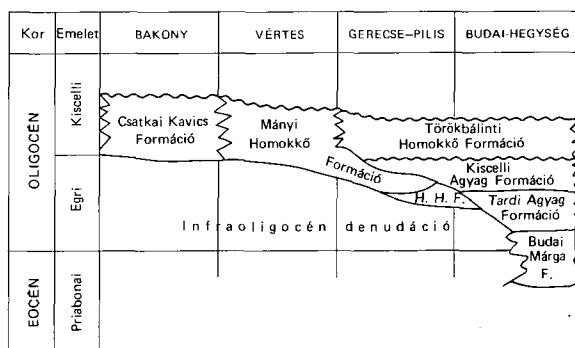 Kor Emelet BAKONY VÉRTES GERECSE–PILIS BUDAI-HEGYSÉG
OLIGOCÉN
Kiscelli
Csatkai Kavics
Formáció
Mányi
Homokkő
Formáció
Törökbálinti
Homokkő Formáció
Kiscelli
Agyag Formáció
Egri
H. H. F.
Tardi Agyag
Formáció
Infraoligocén denudáció
Budai
Márga
F.
EOCÉN
Priabonai